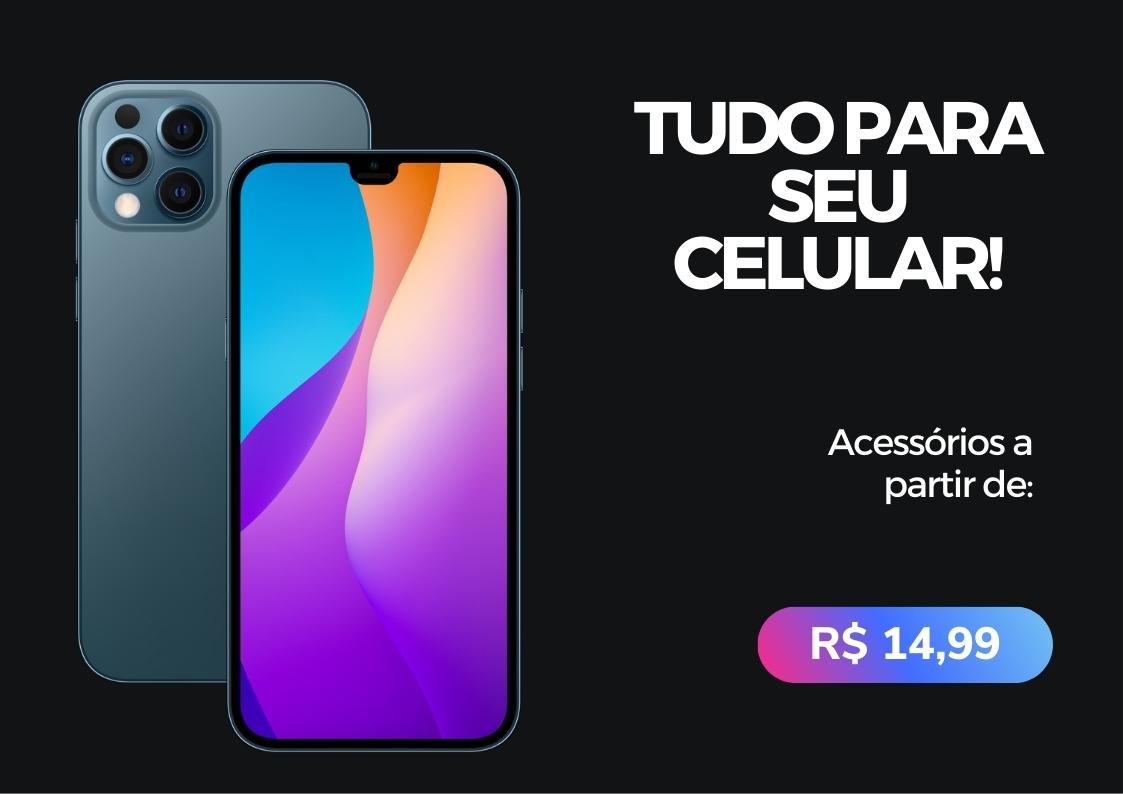 TUDO PARA
SEU
CELULAR!
Acessórios a
partir de:
R$ 14,99